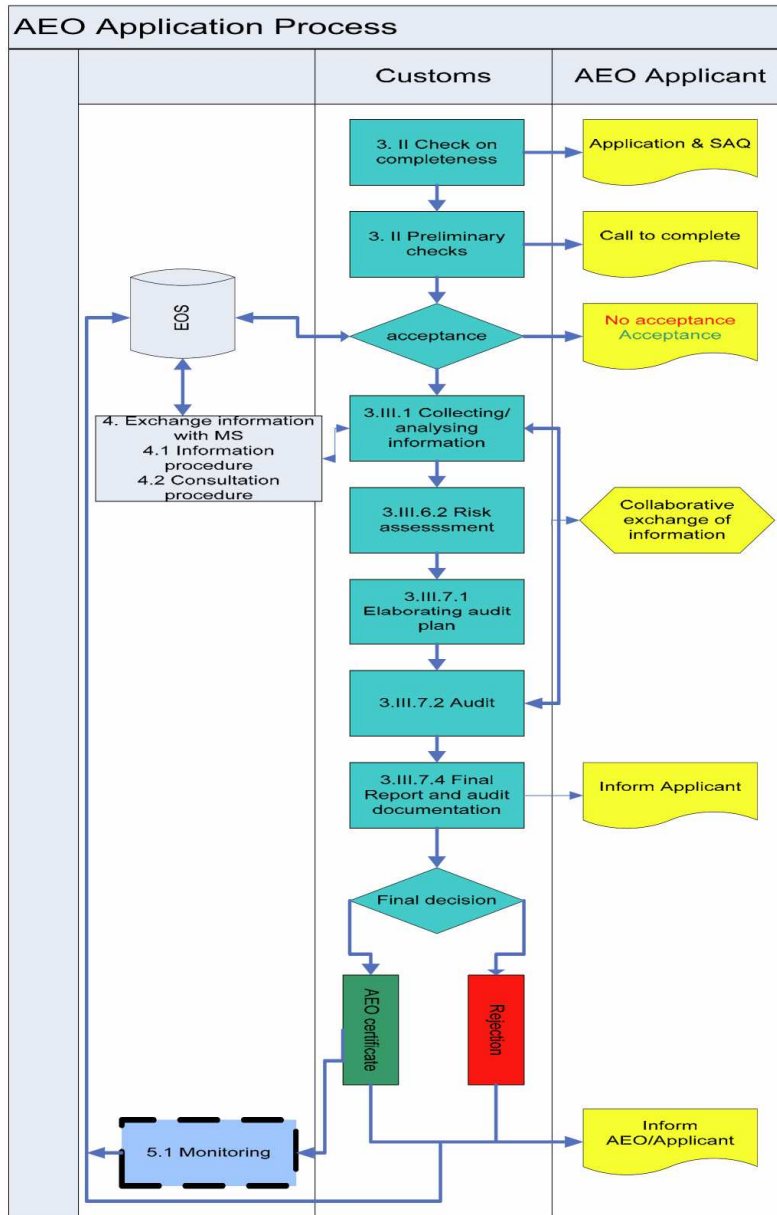 AEO Application Process
Customs
AEO Applicant
3. II Check on
completeness
Application & SAQ
3. II Preliminary
checks
Call to complete
EOS
acceptance
No acceptance
Acceptance
4. Exchange information
with MS
4.1 Information
procedure
4.2 Consultation
procedure
3.III.1 Collecting/
analysing
information
3.III.6.2 Risk
assesssment
Collaborative
exchange of
information
3.III.7.1
Elaborating audit
plan
3.III.7.2 Audit
3.III.7.4 Final
Report and audit
documentation
Inform Applicant
Final decision
AEO certificate
Rejection
5.1 Monitoring
Inform
AEO/Applicant